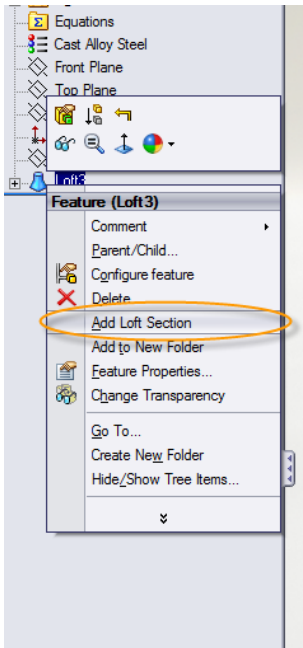 Equations
Cast Alloy Steel
Front Plane
Top Plane
Loft3
Feature (Loft3)
Comment
Parent/Child...
Configure feature
Delete
Add Loft Section
Add to New Folder
Feature Properties...
Change Transparency
Go To...
Create New Folder
Hide/Show Tree Items...